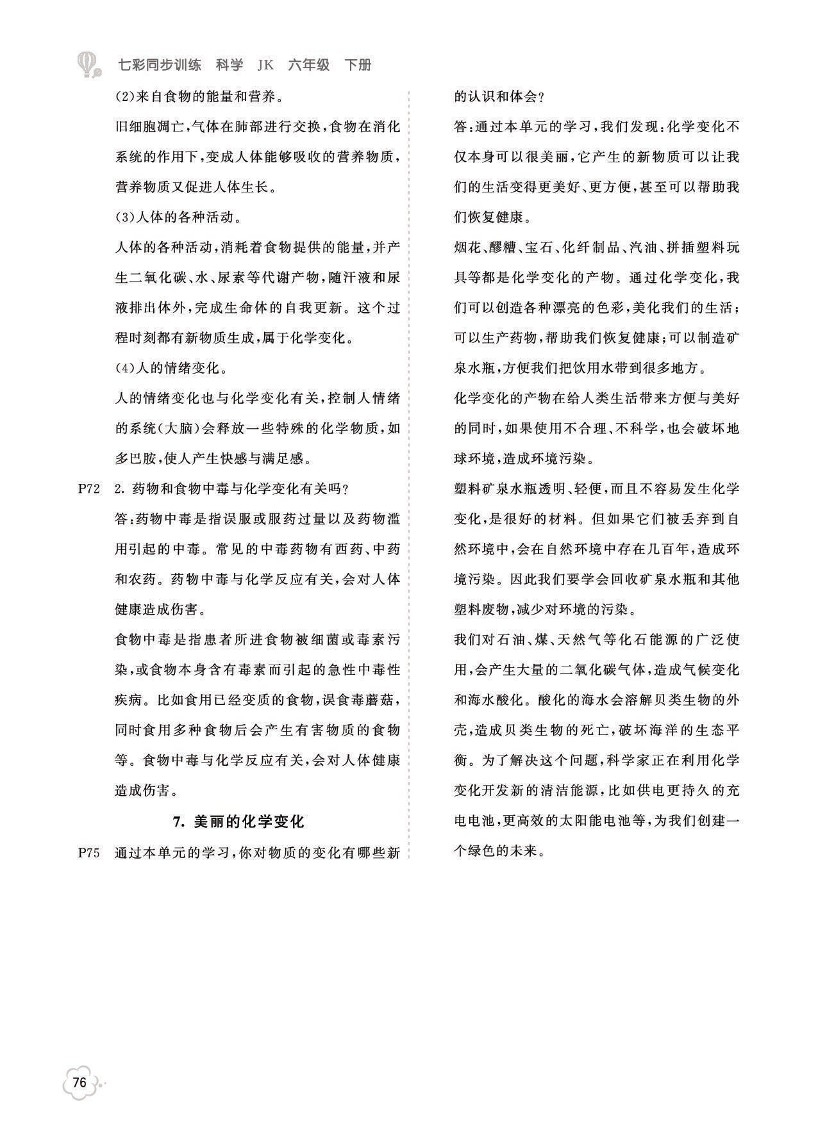 七彩同步训练 科学 JK 六年级 下册
(2)来自食物的能量和营养。
旧细胞凋亡,气体在肺部进行交换,食物在消化
系统的作用下,变成人体能够吸收的营养物质,
营养物质又促进人体生长。
(3)人体的各种活动。
人体的各种活动,消耗着食物提供的能量,并产
生二氧化碳、水、尿素等代谢产物,随汗液和尿
液排出体外,完成生命体的自我更新。这个过
程时刻都有新物质生成,属于化学变化。
(4)人的情绪变化。
人的情绪变化也与化学变化有关,控制人情绪
的系统(大脑)会释放一些特殊的化学物质,如
多巴胺,使人产生快感与满足感。
P72 2. 药物和食物中毒与化学变化有关吗?
答:药物中毒是指误服或服药过量以及药物滥
用引起的中毒。常见的中毒药物有西药、中药
和农药。药物中毒与化学反应有关,会对人体
健康造成伤害。
食物中毒是指患者所进食物被细菌或毒素污
染,或食物本身含有毒素而引起的急性中毒性
疾病。比如食用已经变质的食物,误食毒蘑菇,
同时食用多种食物后会产生有害物质的食物
等。食物中毒与化学反应有关,会对人体健康
造成伤害。
7. 美丽的化学变化
P75 通过本单元的学习,你对物质的变化有哪些新
的认识和体会?
答:通过本单元的学习,我们发现:化学变化不
仅本身可以很美丽,它产生的新物质可以让我
们的生活变得更美好、更方便,甚至可以帮助我
们恢复健康。
烟花、醪糟、宝石、化纤制品、汽油、拼插塑料玩
具等都是化学变化的产物。通过化学变化,我
们可以创造各种漂亮的色彩,美化我们的生活;
可以生产药物,帮助我们恢复健康;可以制造矿
泉水瓶,方便我们把饮用水带到很多地方。
化学变化的产物在给人类生活带来方便与美好
的同时,如果使用不合理、不科学,也会破坏地
球环境,造成环境污染。
塑料矿泉水瓶透明、轻便,而且不容易发生化学
变化,是很好的材料。但如果它们被丢弃到自
然环境中,会在自然环境中存在几百年,造成环
境污染。因此我们要学会回收矿泉水瓶和其他
塑料废物,减少对环境的污染。
我们对石油、煤、天然气等化石能源的广泛使
用,会产生大量的二氧化碳气体,造成气候变化
和海水酸化。酸化的海水会溶解贝类生物的外
壳,造成贝类生物的死亡,破坏海洋的生态平
衡。为了解决这个问题,科学家正在利用化学
变化开发新的清洁能源,比如供电更持久的充
电电池,更高效的太阳能电池等,为我们创建一
个绿色的未来。
76